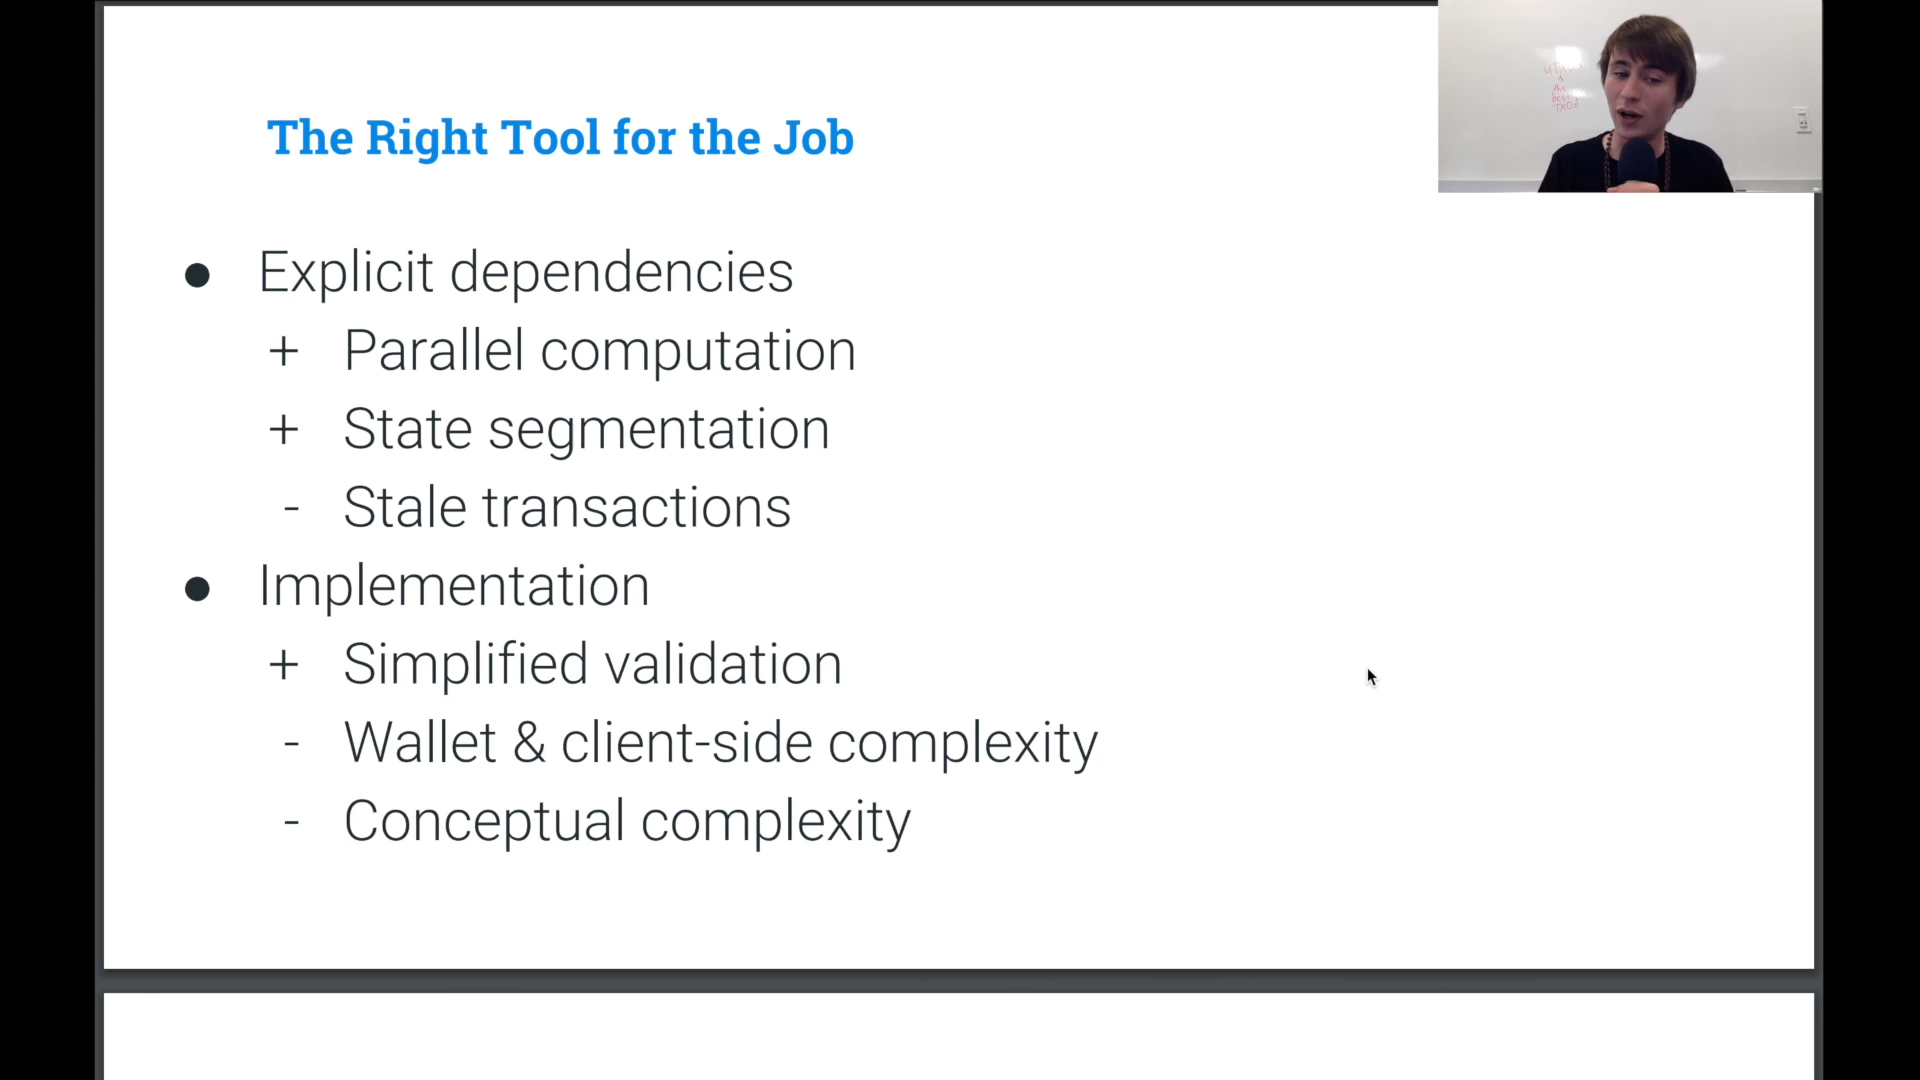 The Right Tool for the Job
● Explicit dependencies
+ Parallel computation
+ State segmentation
- Stale transactions
● Implementation
+ Simplified validation
- Wallet & client-side complexity
- Conceptual complexity